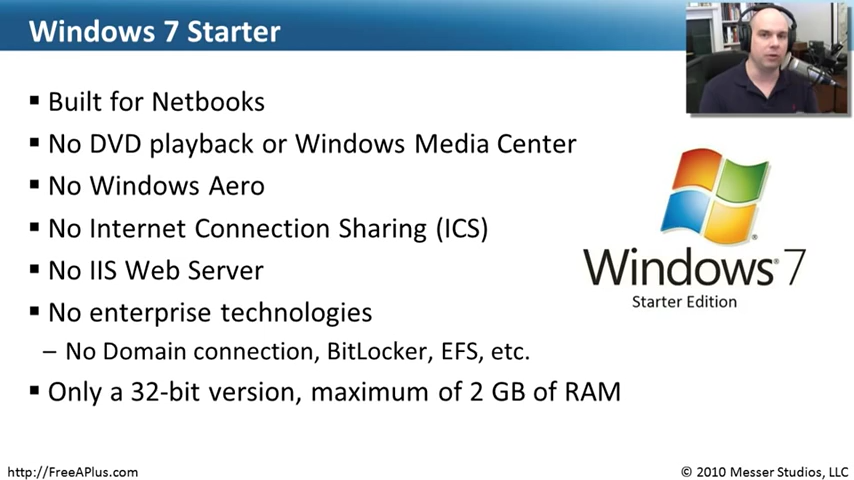 Windows 7 Starter
▪ Built for Netbooks
▪ No DVD playback or Windows Media Center
▪ No Windows Aero
▪ No Internet Connection Sharing (ICS)
▪ No IIS Web Server
▪ No enterprise technologies
– No Domain connection, BitLocker, EFS, etc.
▪ Only a 32-bit version, maximum of 2 GB of RAM
Windows® 7
Starter Edition
http://FreeAPlus.com
© 2010 Messer Studios, LLC